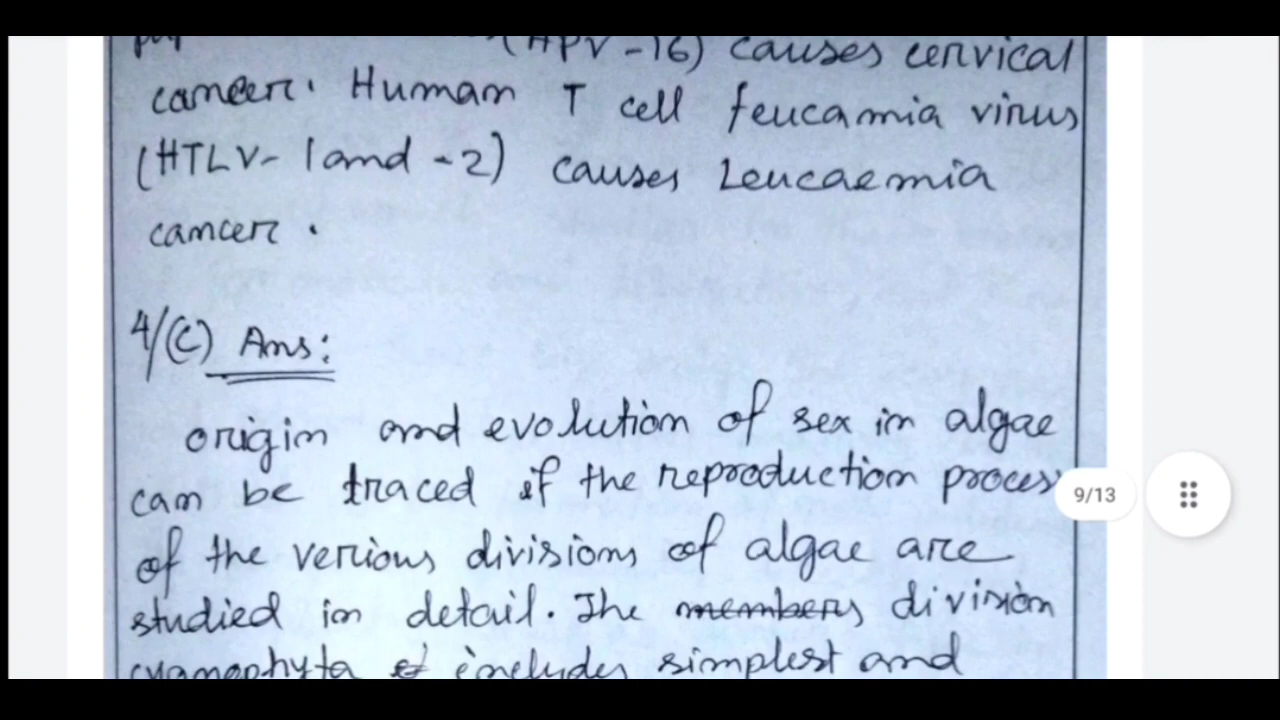 (HPV-16) causes cervical
cancer. Human T cell feucamia virus
(HTLV-1 and -2) causes Leucaemia
cancer.
4/(C) Ans:
origin and evolution of sex in algae
can be traced if the reproduction proces
9/13
of the verious divisions of algae are
studied in detail. The members division
cyanophyta includes simplest and